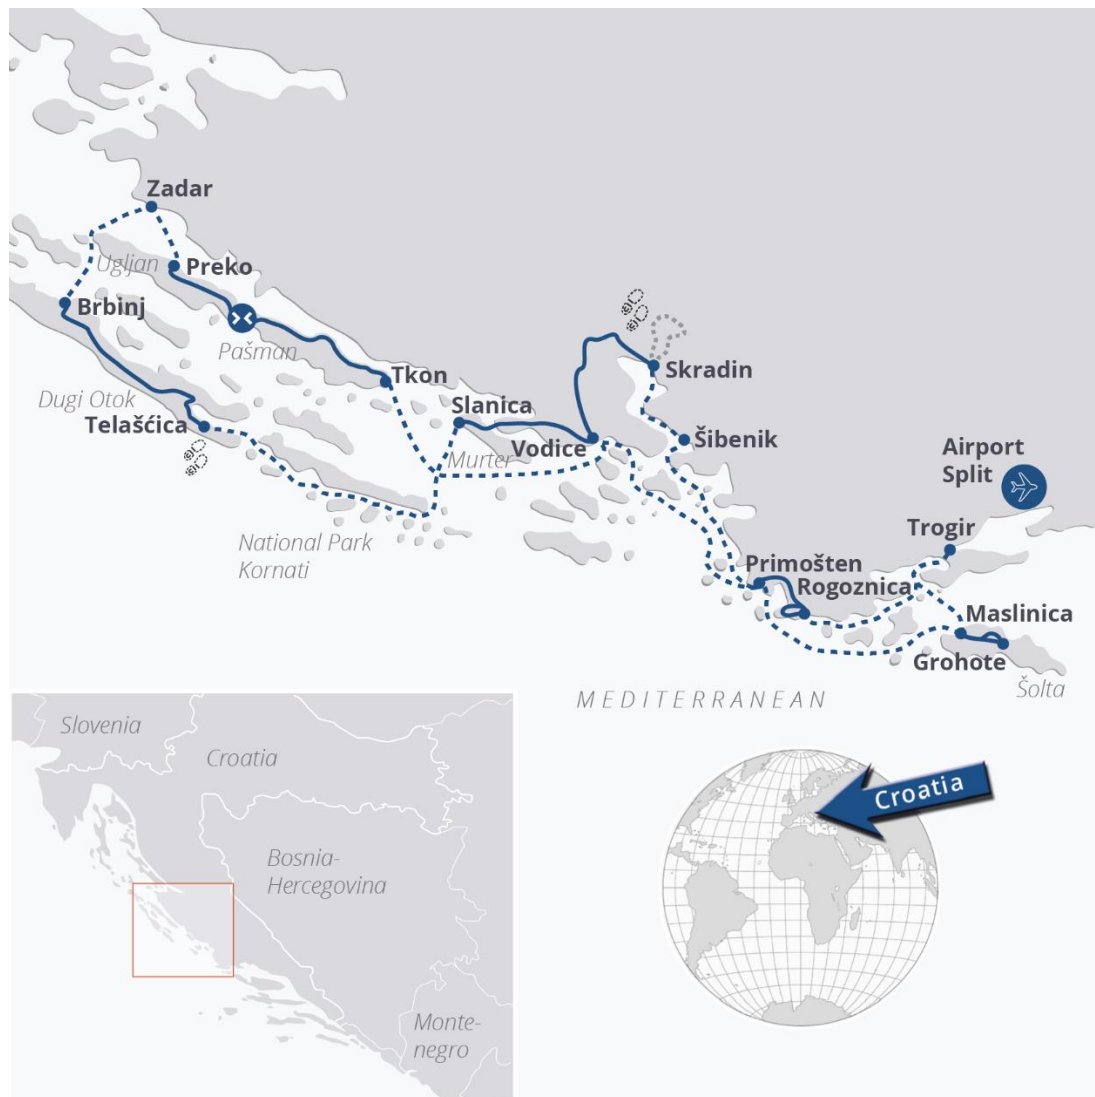 Zadar
Ugljan
Preko
Brbinj
Pašman
Dugi Otok
Tkon
Telašćica
Slanica
Skradin
Murter
Vodice
Šibenik
Airport
Split
National Park
Kornati
Trogir
Primošten
Rogoznica
Maslinica
Grohote
Šolta
MEDITERRANEAN
Slovenia
Croatia
Bosnia-
Hercegovina
Monte-
negro
Croatia